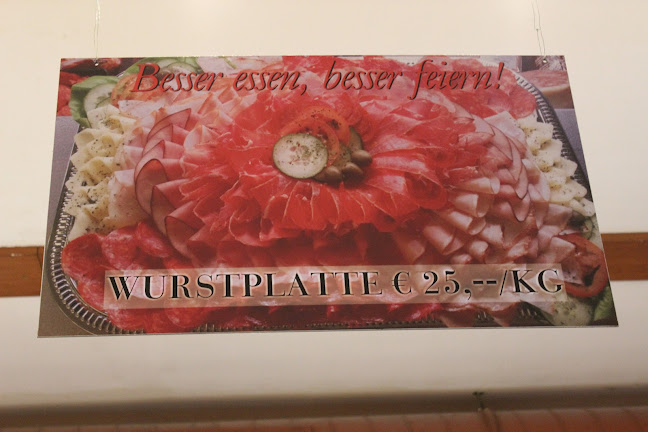 Besser essen, besser feiern!
WURSTPLATTE € 25,--/KG